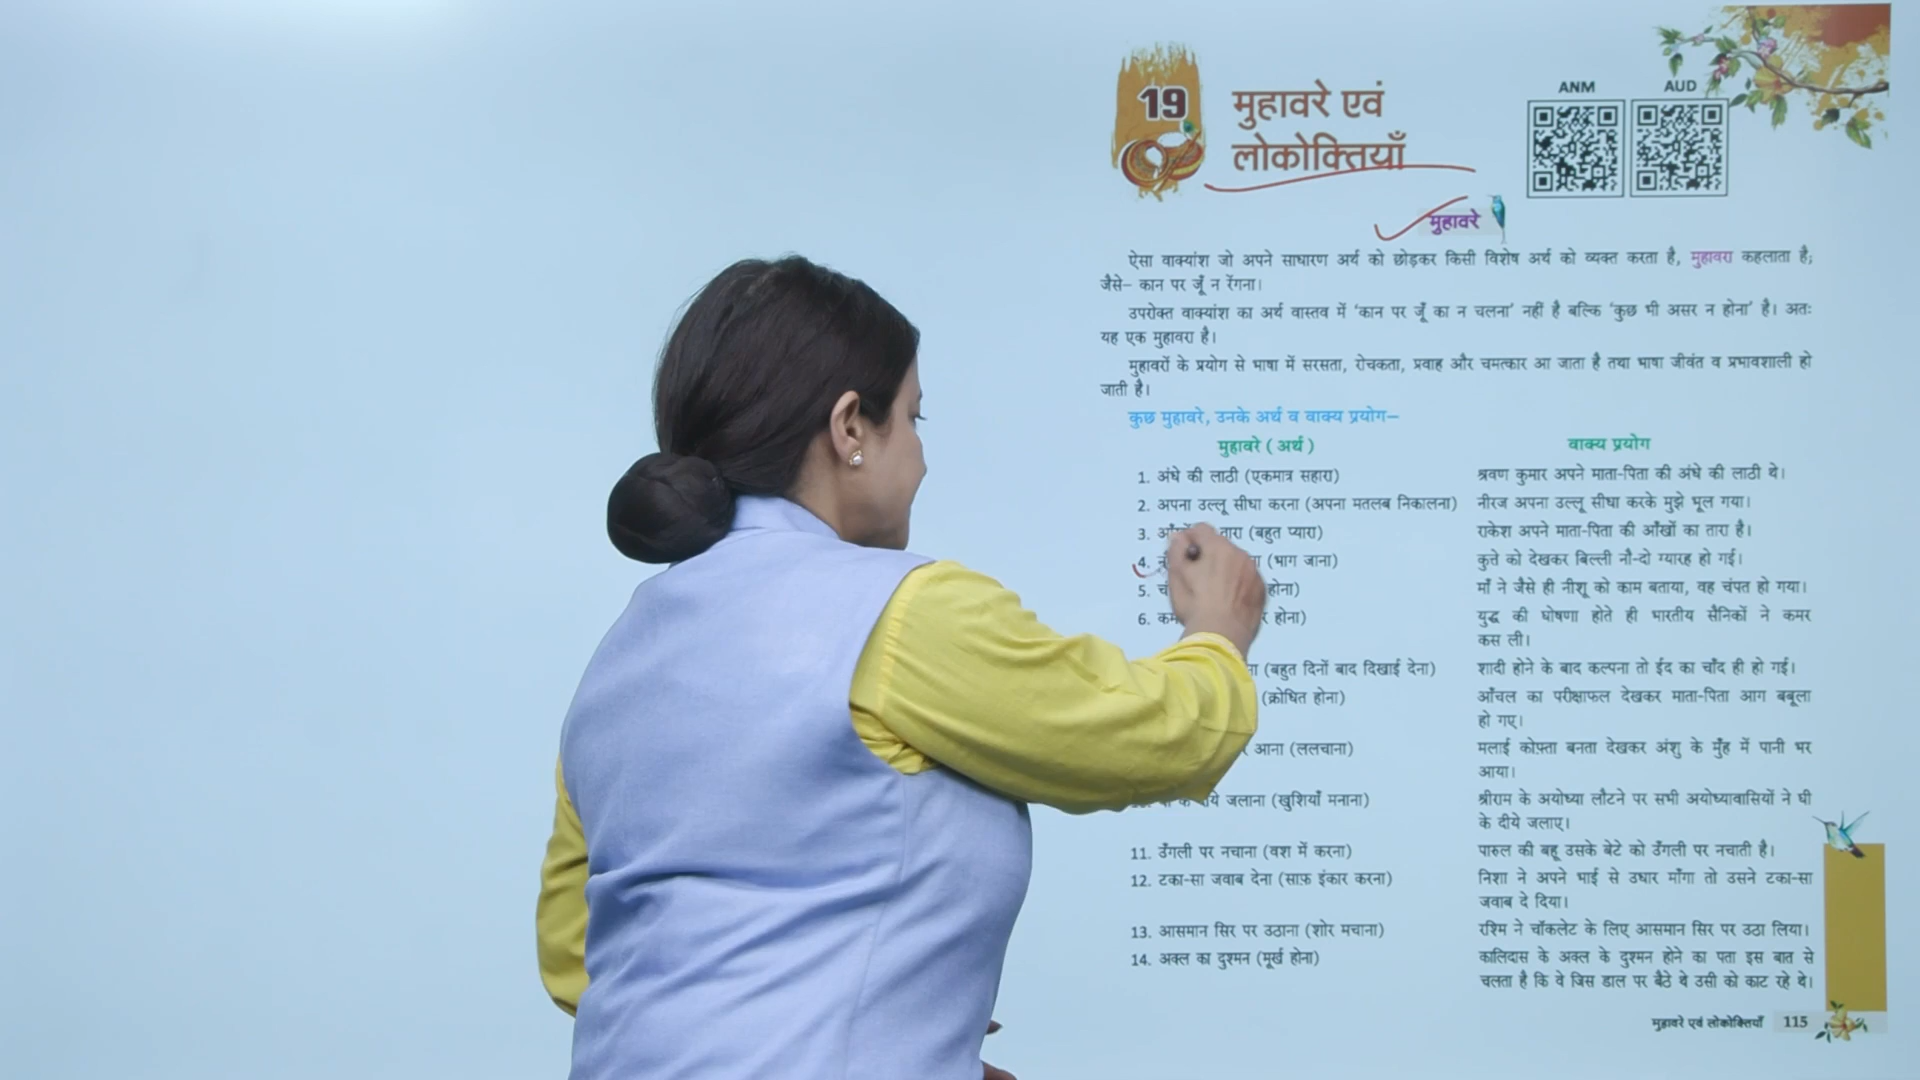 19
मुहावरे एवं
लोकोक्तियाँ
ANM
AUD
मुहावरे
ऐसा वाक्यांश जो अपने साधारण अर्थ को छोड़कर किसी विशेष अर्थ को व्यक्त करता है, मुहावरा कहलाता है;
जैसे– कान पर जूँ न रेंगना।
उपरोक्त वाक्यांश का अर्थ वास्तव में 'कान पर जूँ का न चलना' नहीं है बल्कि 'कुछ भी असर न होना' है। अतः
यह एक मुहावरा है।
मुहावरों के प्रयोग से भाषा में सरसता, रोचकता, प्रवाह और चमत्कार आ जाता है तथा भाषा जीवंत व प्रभावशाली हो
जाती है।
कुछ मुहावरे, उनके अर्थ व वाक्य प्रयोग–
मुहावरे ( अर्थ )
वाक्य प्रयोग
1. अंधे की लाठी (एकमात्र सहारा)
श्रवण कुमार अपने माता-पिता की अंधे की लाठी थे।
2. अपना उल्लू सीधा करना (अपना मतलब निकालना)
नीरज अपना उल्लू सीधा करके मुझे भूल गया।
3. तारा (बहुत प्यारा)
राकेश अपने माता-पिता की आँखों का तारा है।
4. (भाग जाना)
कुत्ते को देखकर बिल्ली नौ-दो ग्यारह हो गई।
5. होना)
माँ ने जैसे ही नीशू को काम बताया, वह चंपत हो गया।
6. होना)
युद्ध की घोषणा होते ही भारतीय सैनिकों ने कमर
कस ली।
(बहुत दिनों बाद दिखाई देना)
शादी होने के बाद कल्पना तो ईद का चाँद ही हो गई।
(क्रोधित होना)
आँचल का परीक्षाफल देखकर माता-पिता आग बबूला
हो गए।
आना (ललचाना)
मलाई कोफ़्ता बनता देखकर अंशु के मुँह में पानी भर
आया।
जलाना (खुशियाँ मनाना)
श्रीराम के अयोध्या लौटने पर सभी अयोध्यावासियों ने घी
के दीये जलाए।
11. उँगली पर नचाना (वश में करना)
पारुल की बहू उसके बेटे को उँगली पर नचाती है।
12. टका-सा जवाब देना (साफ़ इंकार करना)
निशा ने अपने भाई से उधार माँगा तो उसने टका-सा
जवाब दे दिया।
13. आसमान सिर पर उठाना (शोर मचाना)
रश्मि ने चॉकलेट के लिए आसमान सिर पर उठा लिया।
14. अक्ल का दुश्मन (मूर्ख होना)
कालिदास के अक्ल के दुश्मन होने का पता इस बात से
चलता है कि वे जिस डाल पर बैठे थे उसी को काट रहे थे।
मुहावरे एवं लोकोक्तियाँ 115